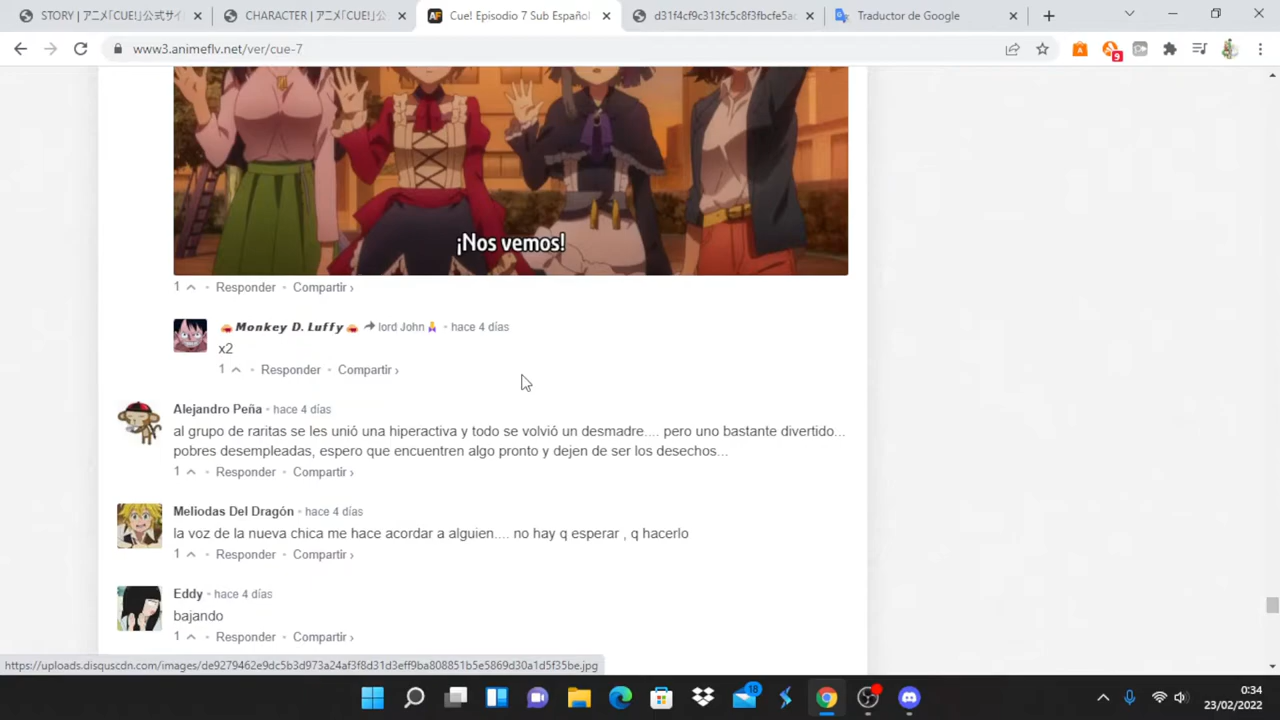 STORY | アニメ「CUE!」公式サイ
CHARACTER | アニメ「CUE!」公
Cue! Episodio 7 Sub Español
d31f4cf9c313fc5c8f3fbcfe5ac
Traductor de Google
www3.animeflv.net/ver/cue-7
9
¡Nos vemos!
1 Responder • Compartir ›
Monkey D. Luffy lord John • hace 4 días
x2
1 • Responder • Compartir ›
Alejandro Peña • hace 4 días
al grupo de raritas se les unió una hiperactiva y todo se volvió un desmadre.... pero uno bastante divertido...
pobres desempleadas, espero que encuentren algo pronto y dejen de ser los desechos...
1 • Responder • Compartir ›
Meliodas Del Dragón • hace 4 días
la voz de la nueva chica me hace acordar a alguien.... no hay q esperar , q hacerlo
1 • Responder • Compartir ›
Eddy • hace 4 días
bajando
1 • Responder • Compartir ›
https://uploads.disquscdn.com/images/de9279462e9dc5b3d973a24af3f8d31d3eff9ba808851b5e5869d30a1d5f35be.jpg
18
0:34
23/02/2022